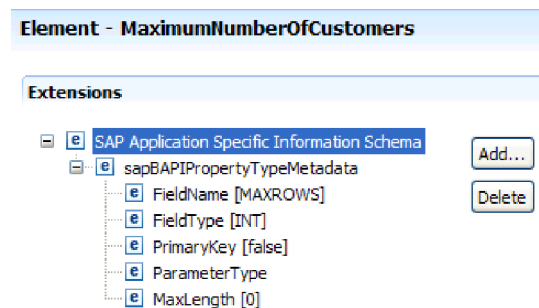 Element - MaximumNumberOfCustomers
Extensions
SAP Application Specific Information Schema
Add...
sapBAPIPropertyTypeMetadata
FieldName [MAXROWS]
Delete
FieldType [INT]
PrimaryKey [false]
ParameterType
MaxLength [0]